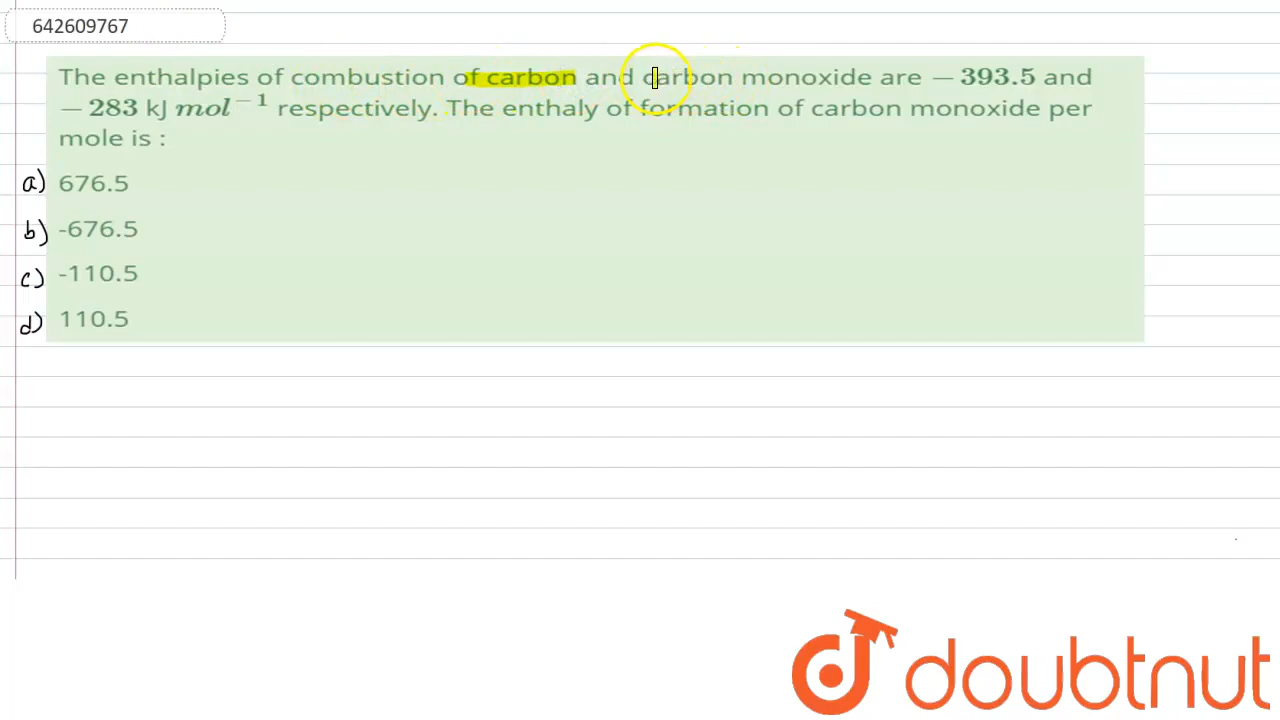 642609767
The enthalpies of combustion of carbon and carbon monoxide are −393.5 and
−283 kJ mol⁻¹ respectively. The enthaly of formation of carbon monoxide per
mole is :
a) 676.5
b) -676.5
c) -110.5
d) 110.5
doubtnut